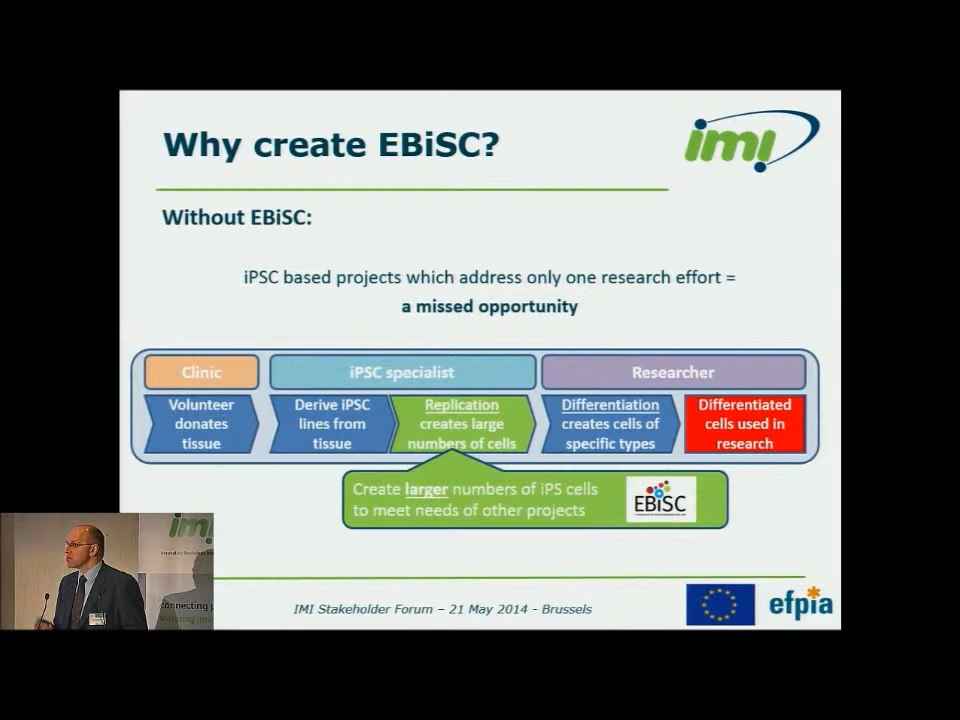 Why create EBiSC?
imi
Without EBiSC:
iPSC based projects which address only one research effort =
a missed opportunity
Clinic
iPSC specialist
Researcher
Volunteer
donates
tissue
Derive iPSC
lines from
tissue
Replication
creates large
numbers of cells
Differentiation
creates cells of
specific types
Differentiated
cells used in
research
Create larger numbers of iPS cells
to meet needs of other projects
EBiSC
IMI Stakeholder Forum – 21 May 2014 - Brussels
efpia